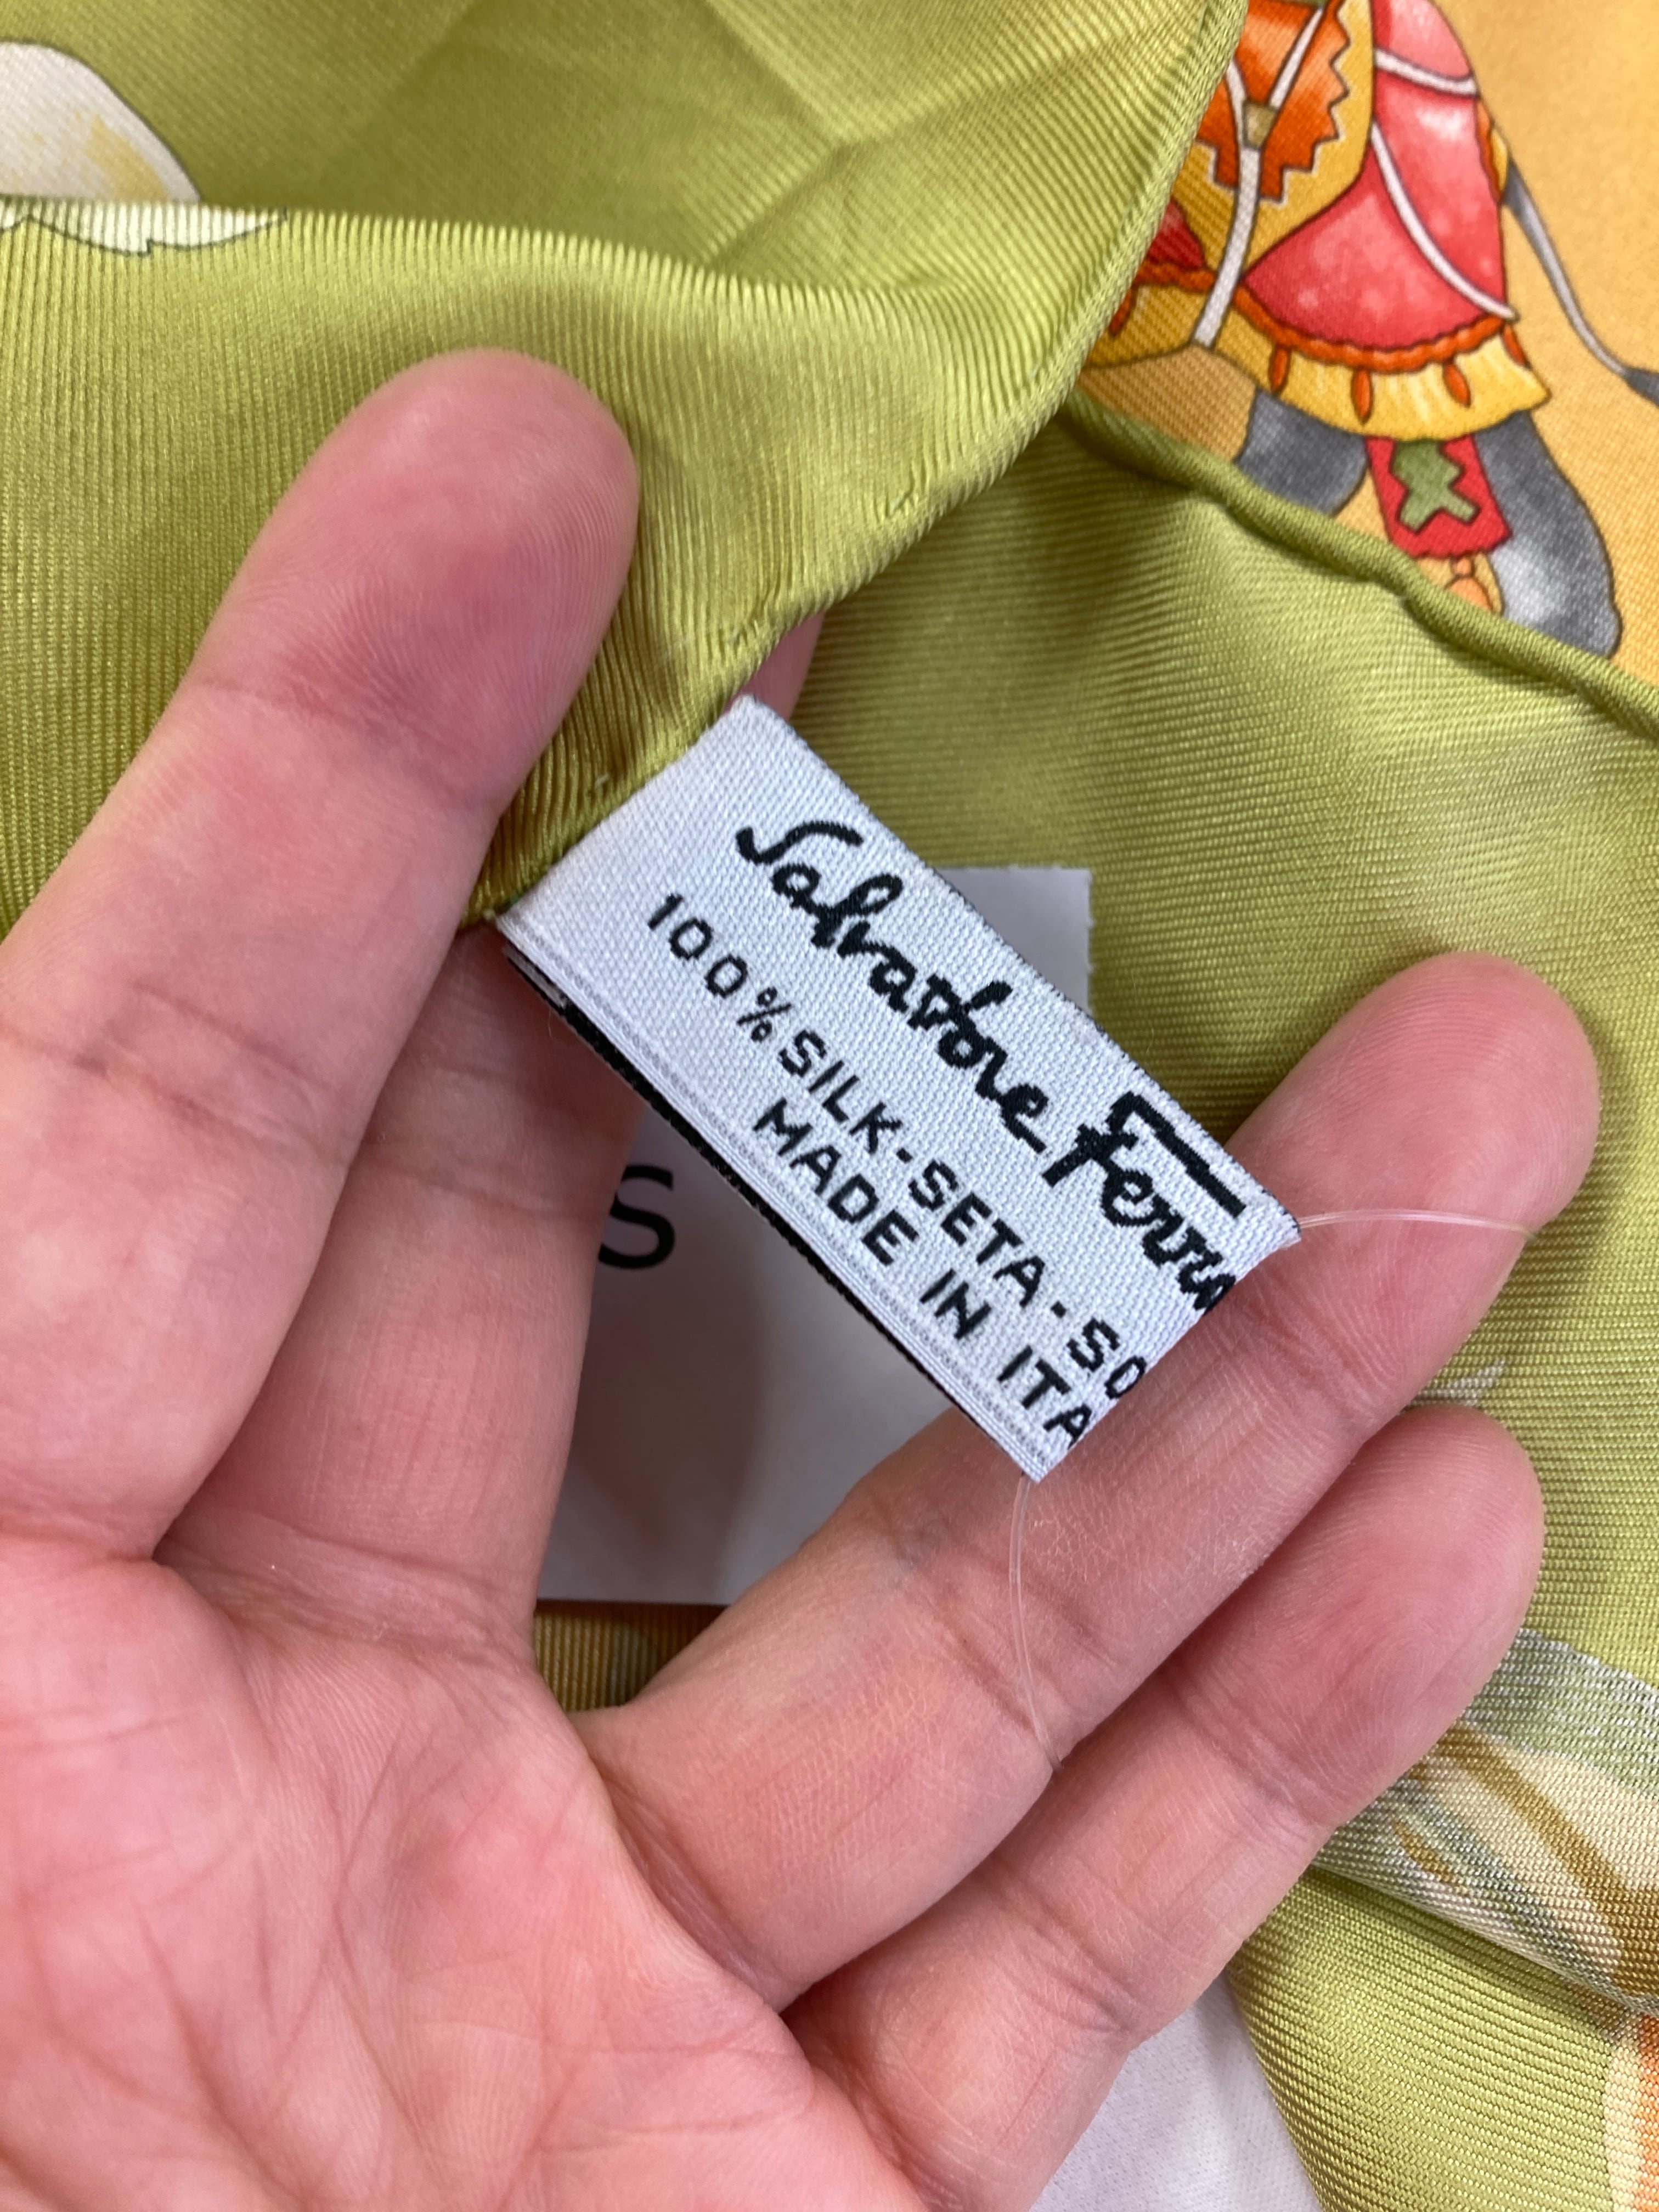 Salvatore Ferra
100% SILK-SETA-SO
MADE IN ITA
s